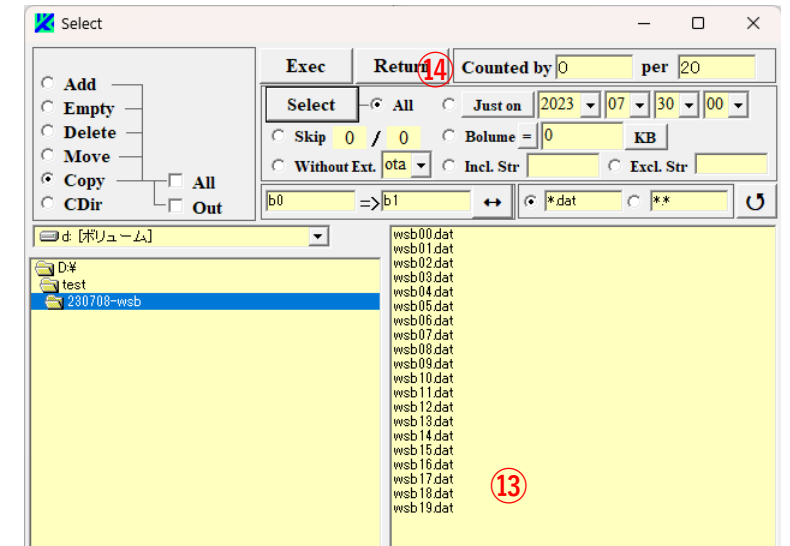 Select
Exec Return ⑭ Counted by 0 per 20
Add
Empty
Delete
Move
Copy All
CDir Out
Select All Just on 2023 07 30 00
Skip 0 / 0 Bolume = 0 KB
Without Ext. ota Incl. Str Excl. Str
b0 =>b1 ↔ *.dat *.* ↺
d: [ボリューム]
D:¥
test
230708-wsb
wsb00.dat
wsb01.dat
wsb02.dat
wsb03.dat
wsb04.dat
wsb05.dat
wsb06.dat
wsb07.dat
wsb08.dat
wsb09.dat
wsb10.dat
wsb11.dat
wsb12.dat
wsb13.dat
wsb14.dat
wsb15.dat
wsb16.dat
wsb17.dat
wsb18.dat
wsb19.dat
⑬